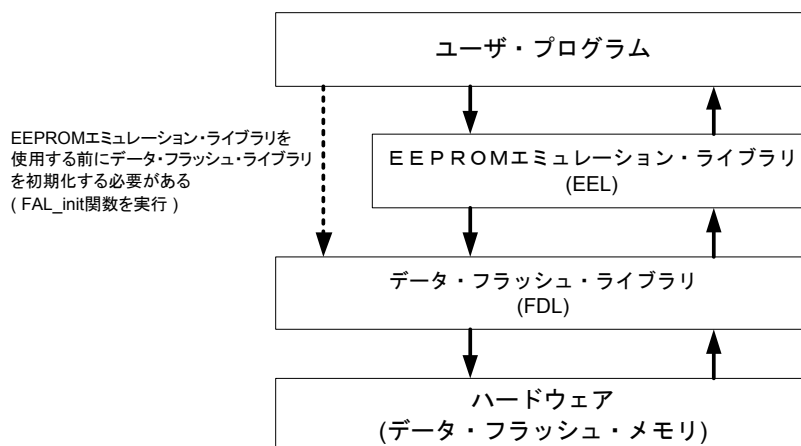 ユーザ・プログラム
EEPROMエミュレーション・ライブラリを
使用する前にデータ・フラッシュ・ライブラリ
を初期化する必要がある
( FAL_init関数を実行 )
ＥＥＰＲＯＭエミュレーション・ライブラリ
(EEL)
データ・フラッシュ・ライブラリ
(FDL)
ハードウェア
(データ・フラッシュ・メモリ)